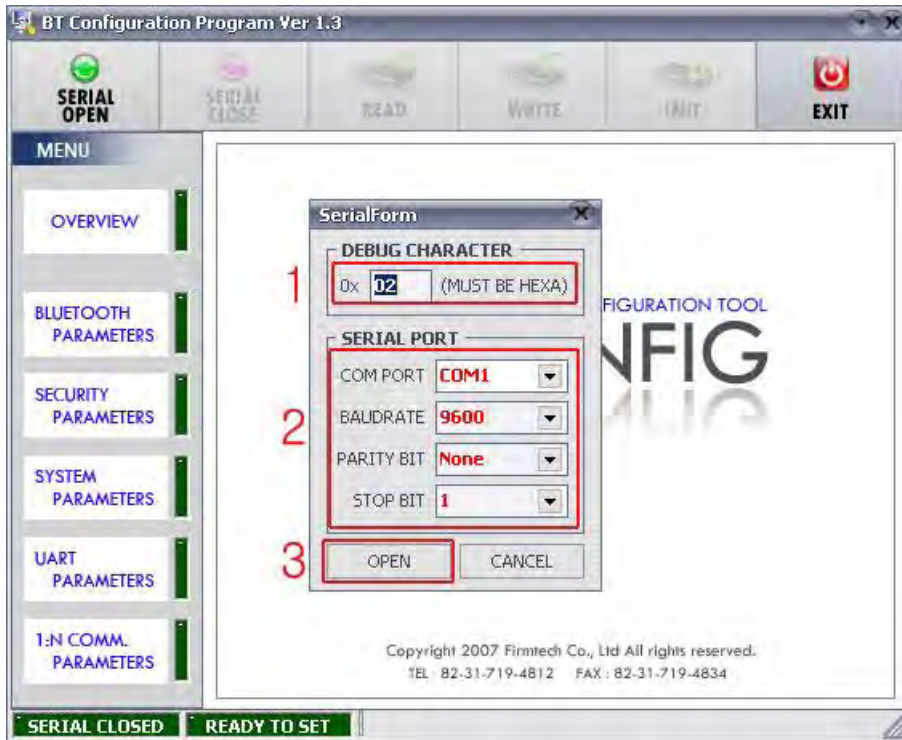 BT Configuration Program Ver 1.3
SERIAL
OPEN
SERIAL
CLOSE
READ
WRITE
INIT
EXIT
MENU
OVERVIEW
BLUETOOTH
PARAMETERS
SECURITY
PARAMETERS
SYSTEM
PARAMETERS
UART
PARAMETERS
1:N COMM.
PARAMETERS
SerialForm
DEBUG CHARACTER
1
0x 02 (MUST BE HEXA)
FIGURATION TOOL
NFIG
SERIAL PORT
2
COM PORT COM1
BAUDRATE 9600
PARITY BIT None
STOP BIT 1
3
OPEN CANCEL
Copyright 2007 Firmtech Co., Ltd All rights reserved.
TEL : 82-31-719-4812 FAX : 82-31-719-4834
SERIAL CLOSED READY TO SET